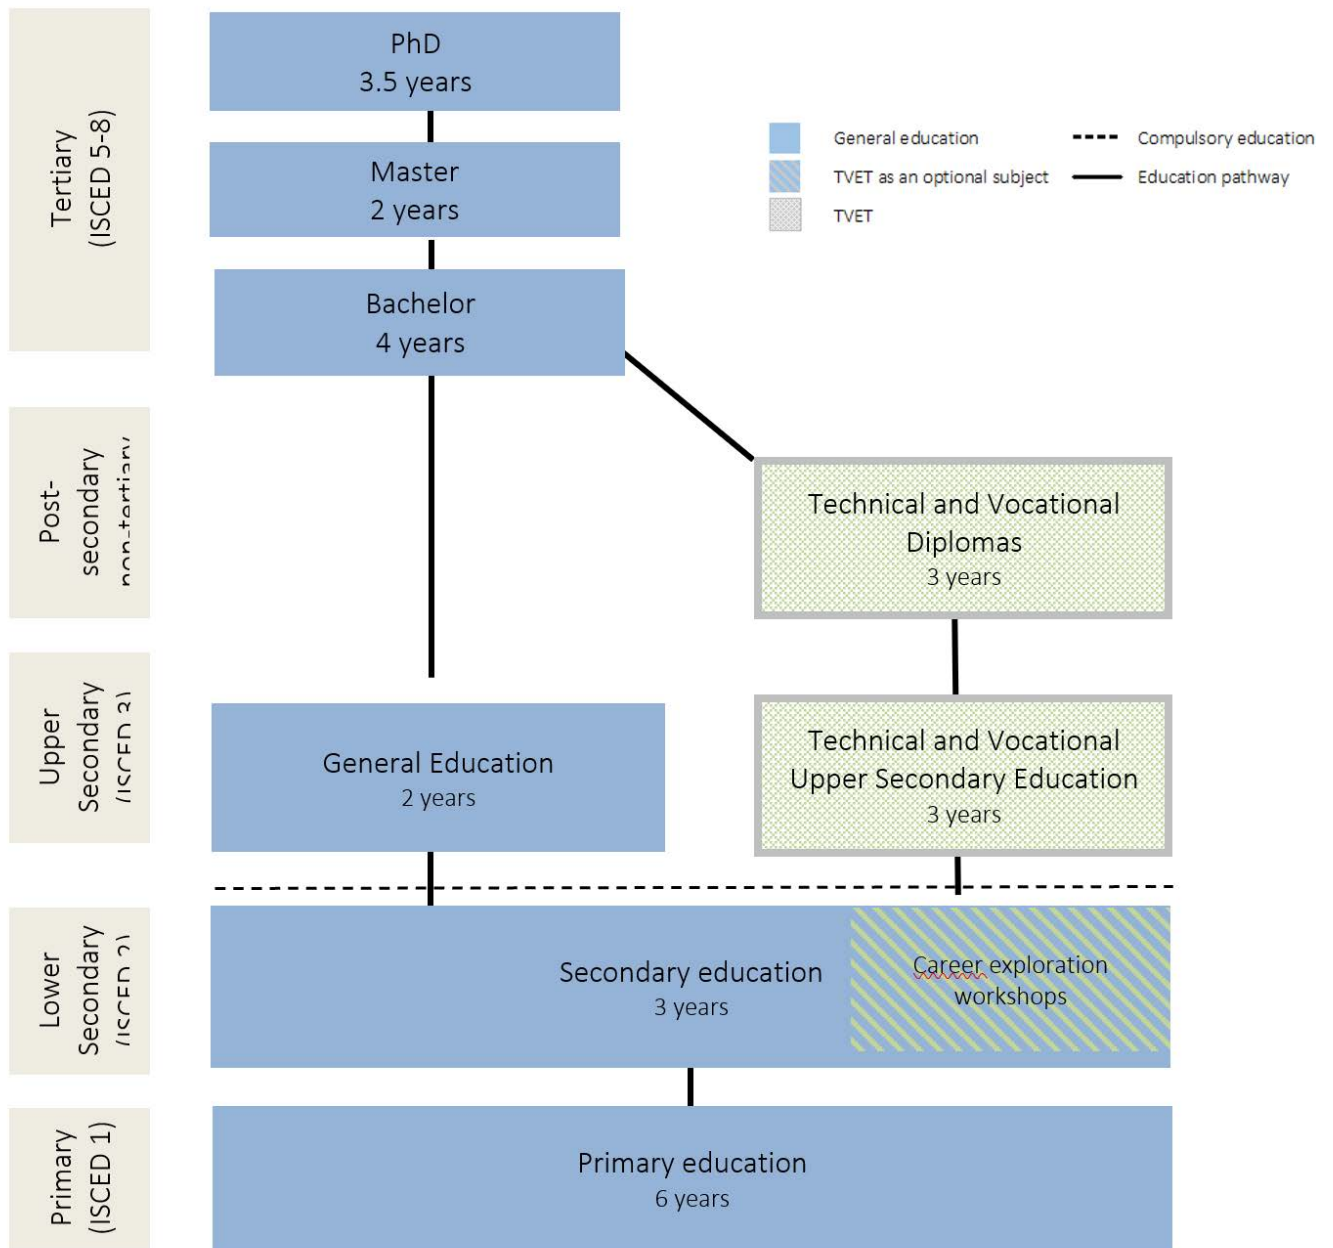 PhD
3.5 years
Tertiary
(ISCED 5-8)
Master
2 years
Bachelor
4 years
General education
TVET as an optional subject
TVET
Compulsory education
Education pathway
Post-
secondary
Technical and Vocational
Diplomas
3 years
Upper
Secondary
General Education
2 years
Technical and Vocational
Upper Secondary Education
3 years
Lower
Secondary
Secondary education
3 years
Career exploration
workshops
Primary
(ISCED 1)
Primary education
6 years